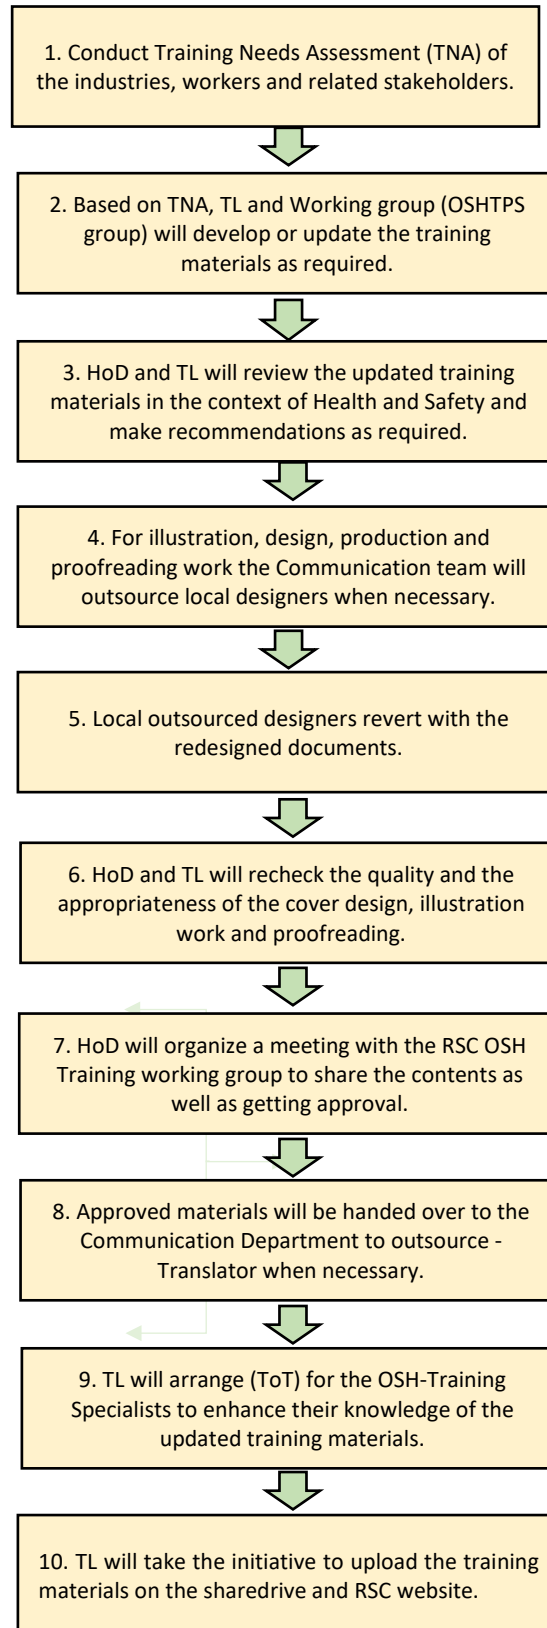 1. Conduct Training Needs Assessment (TNA) of
the industries, workers and related stakeholders.
2. Based on TNA, TL and Working group (OSHTPS
group) will develop or update the training
materials as required.
3. HoD and TL will review the updated training
materials in the context of Health and Safety and
make recommendations as required.
4. For illustration, design, production and
proofreading work the Communication team will
outsource local designers when necessary.
5. Local outsourced designers revert with the
redesigned documents.
6. HoD and TL will recheck the quality and the
appropriateness of the cover design, illustration
work and proofreading.
7. HoD will organize a meeting with the RSC OSH
Training working group to share the contents as
well as getting approval.
8. Approved materials will be handed over to the
Communication Department to outsource -
Translator when necessary.
9. TL will arrange (ToT) for the OSH-Training
Specialists to enhance their knowledge of the
updated training materials.
10. TL will take the initiative to upload the training
materials on the sharedrive and RSC website.